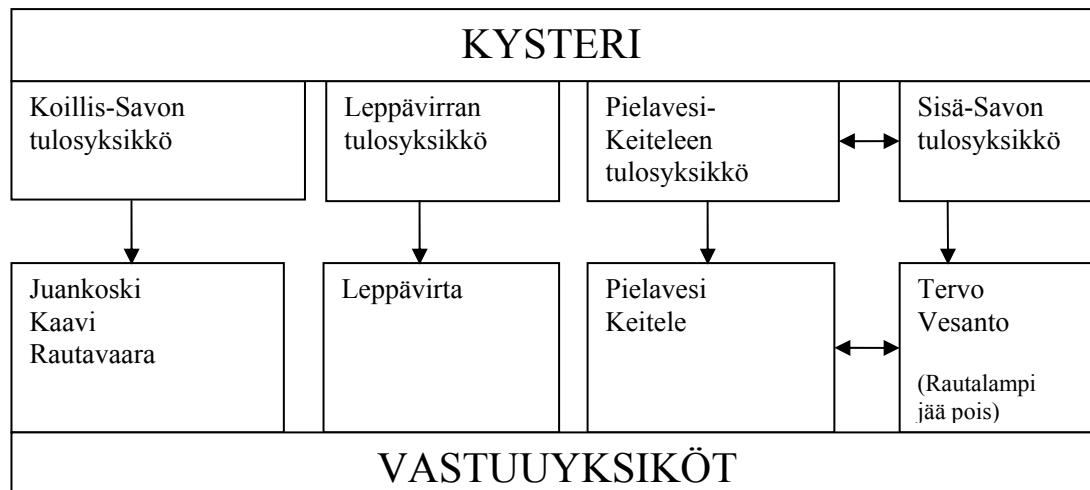 KYSTERI
Koillis-Savon
tulosyksikkö
Leppävirran
tulosyksikkö
Pielavesi-
Keiteleen
tulosyksikkö
Sisä-Savon
tulosyksikkö
Juankoski
Kaavi
Rautavaara
Leppävirta
Pielavesi
Keitele
Tervo
Vesanto
(Rautalampi
jää pois)
VASTUUYKSIKÖT